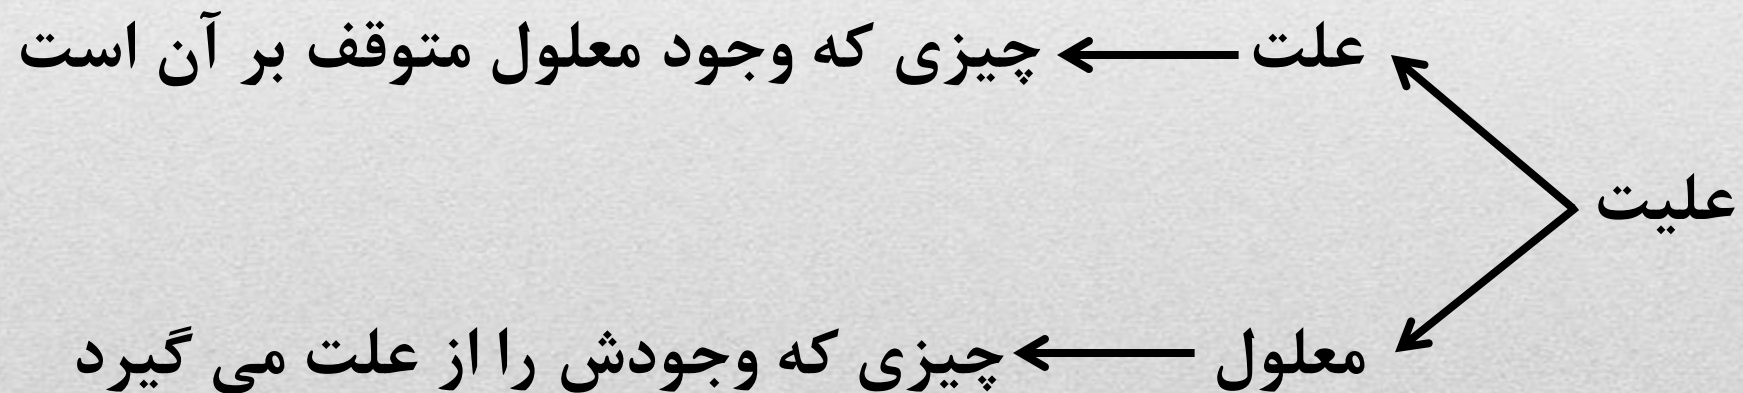 علت چیزی که وجود معلول متوقف بر آن است
علیت
معلول چیزی که وجودش را از علت می گیرد